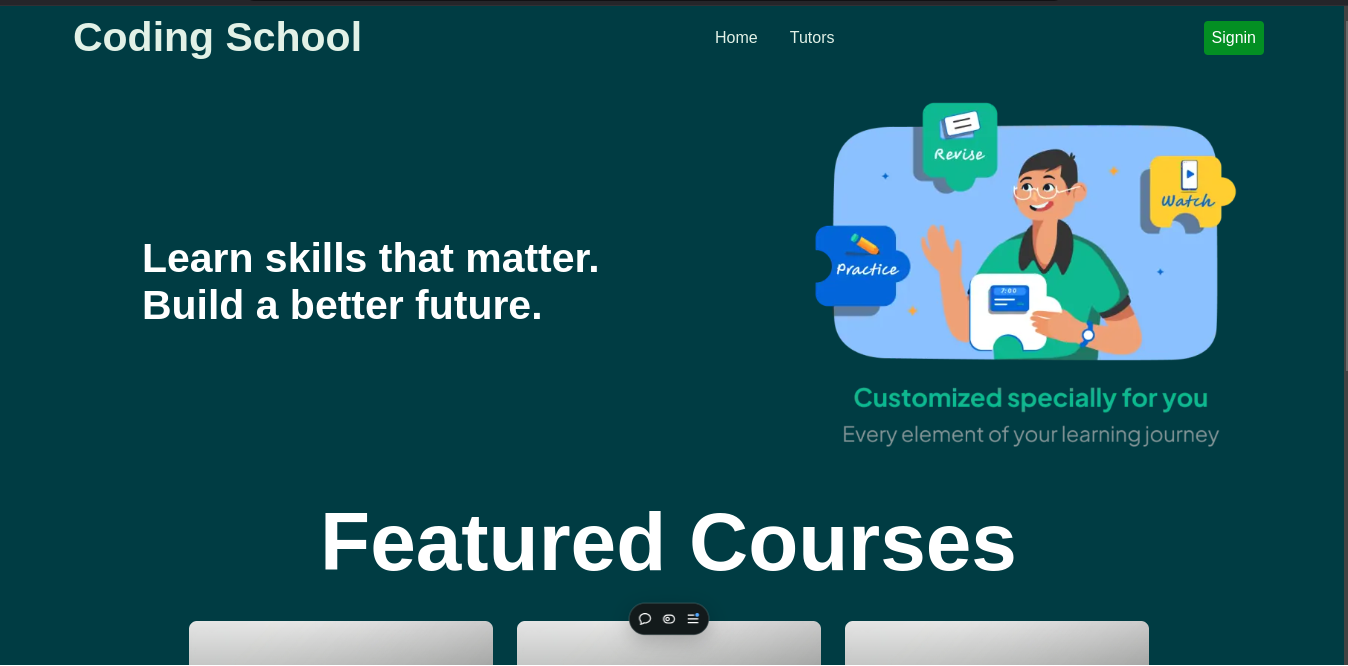 Coding School
Home
Tutors
Signin
Revise
Watch
Practice
7:00
Learn skills that matter.
Build a better future.
Customized specially for you
Every element of your learning journey
Featured Courses